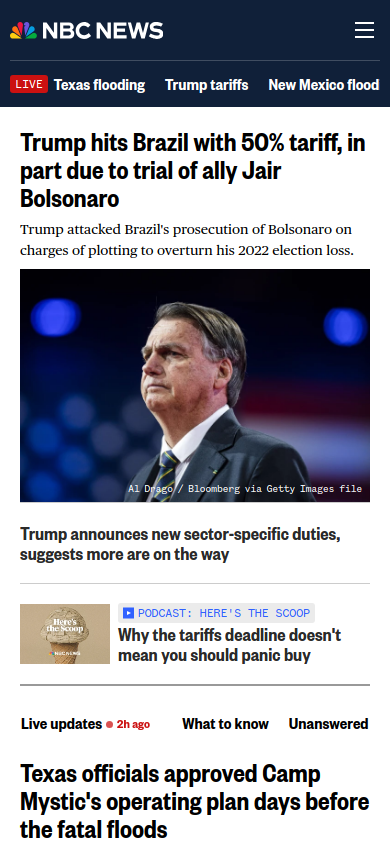 NBC NEWS
LIVE Texas flooding Trump tariffs New Mexico flood
Trump hits Brazil with 50% tariff, in
part due to trial of ally Jair
Bolsonaro
Trump attacked Brazil's prosecution of Bolsonaro on
charges of plotting to overturn his 2022 election loss.
Al Drago / Bloomberg via Getty Images file
Trump announces new sector-specific duties,
suggests more are on the way
Here's
the Scoop
NBC NEWS
PODCAST: HERE'S THE SCOOP
Why the tariffs deadline doesn't
mean you should panic buy
Live updates 2h ago What to know Unanswered
Texas officials approved Camp
Mystic's operating plan days before
the fatal floods